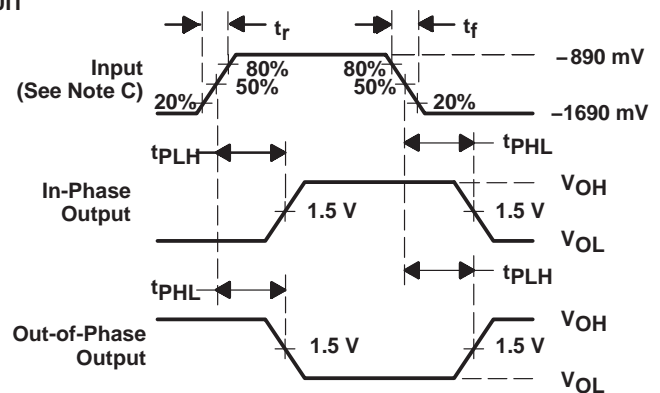 tr
tf
–890 mV
Input
(See Note C)
80%
80%
50%
50%
20%
20%
–1690 mV
tPLH
tPHL
In-Phase
Output
VOH
1.5 V
1.5 V
VOL
tPHL
tPLH
Out-of-Phase
Output
VOH
1.5 V
1.5 V
VOL